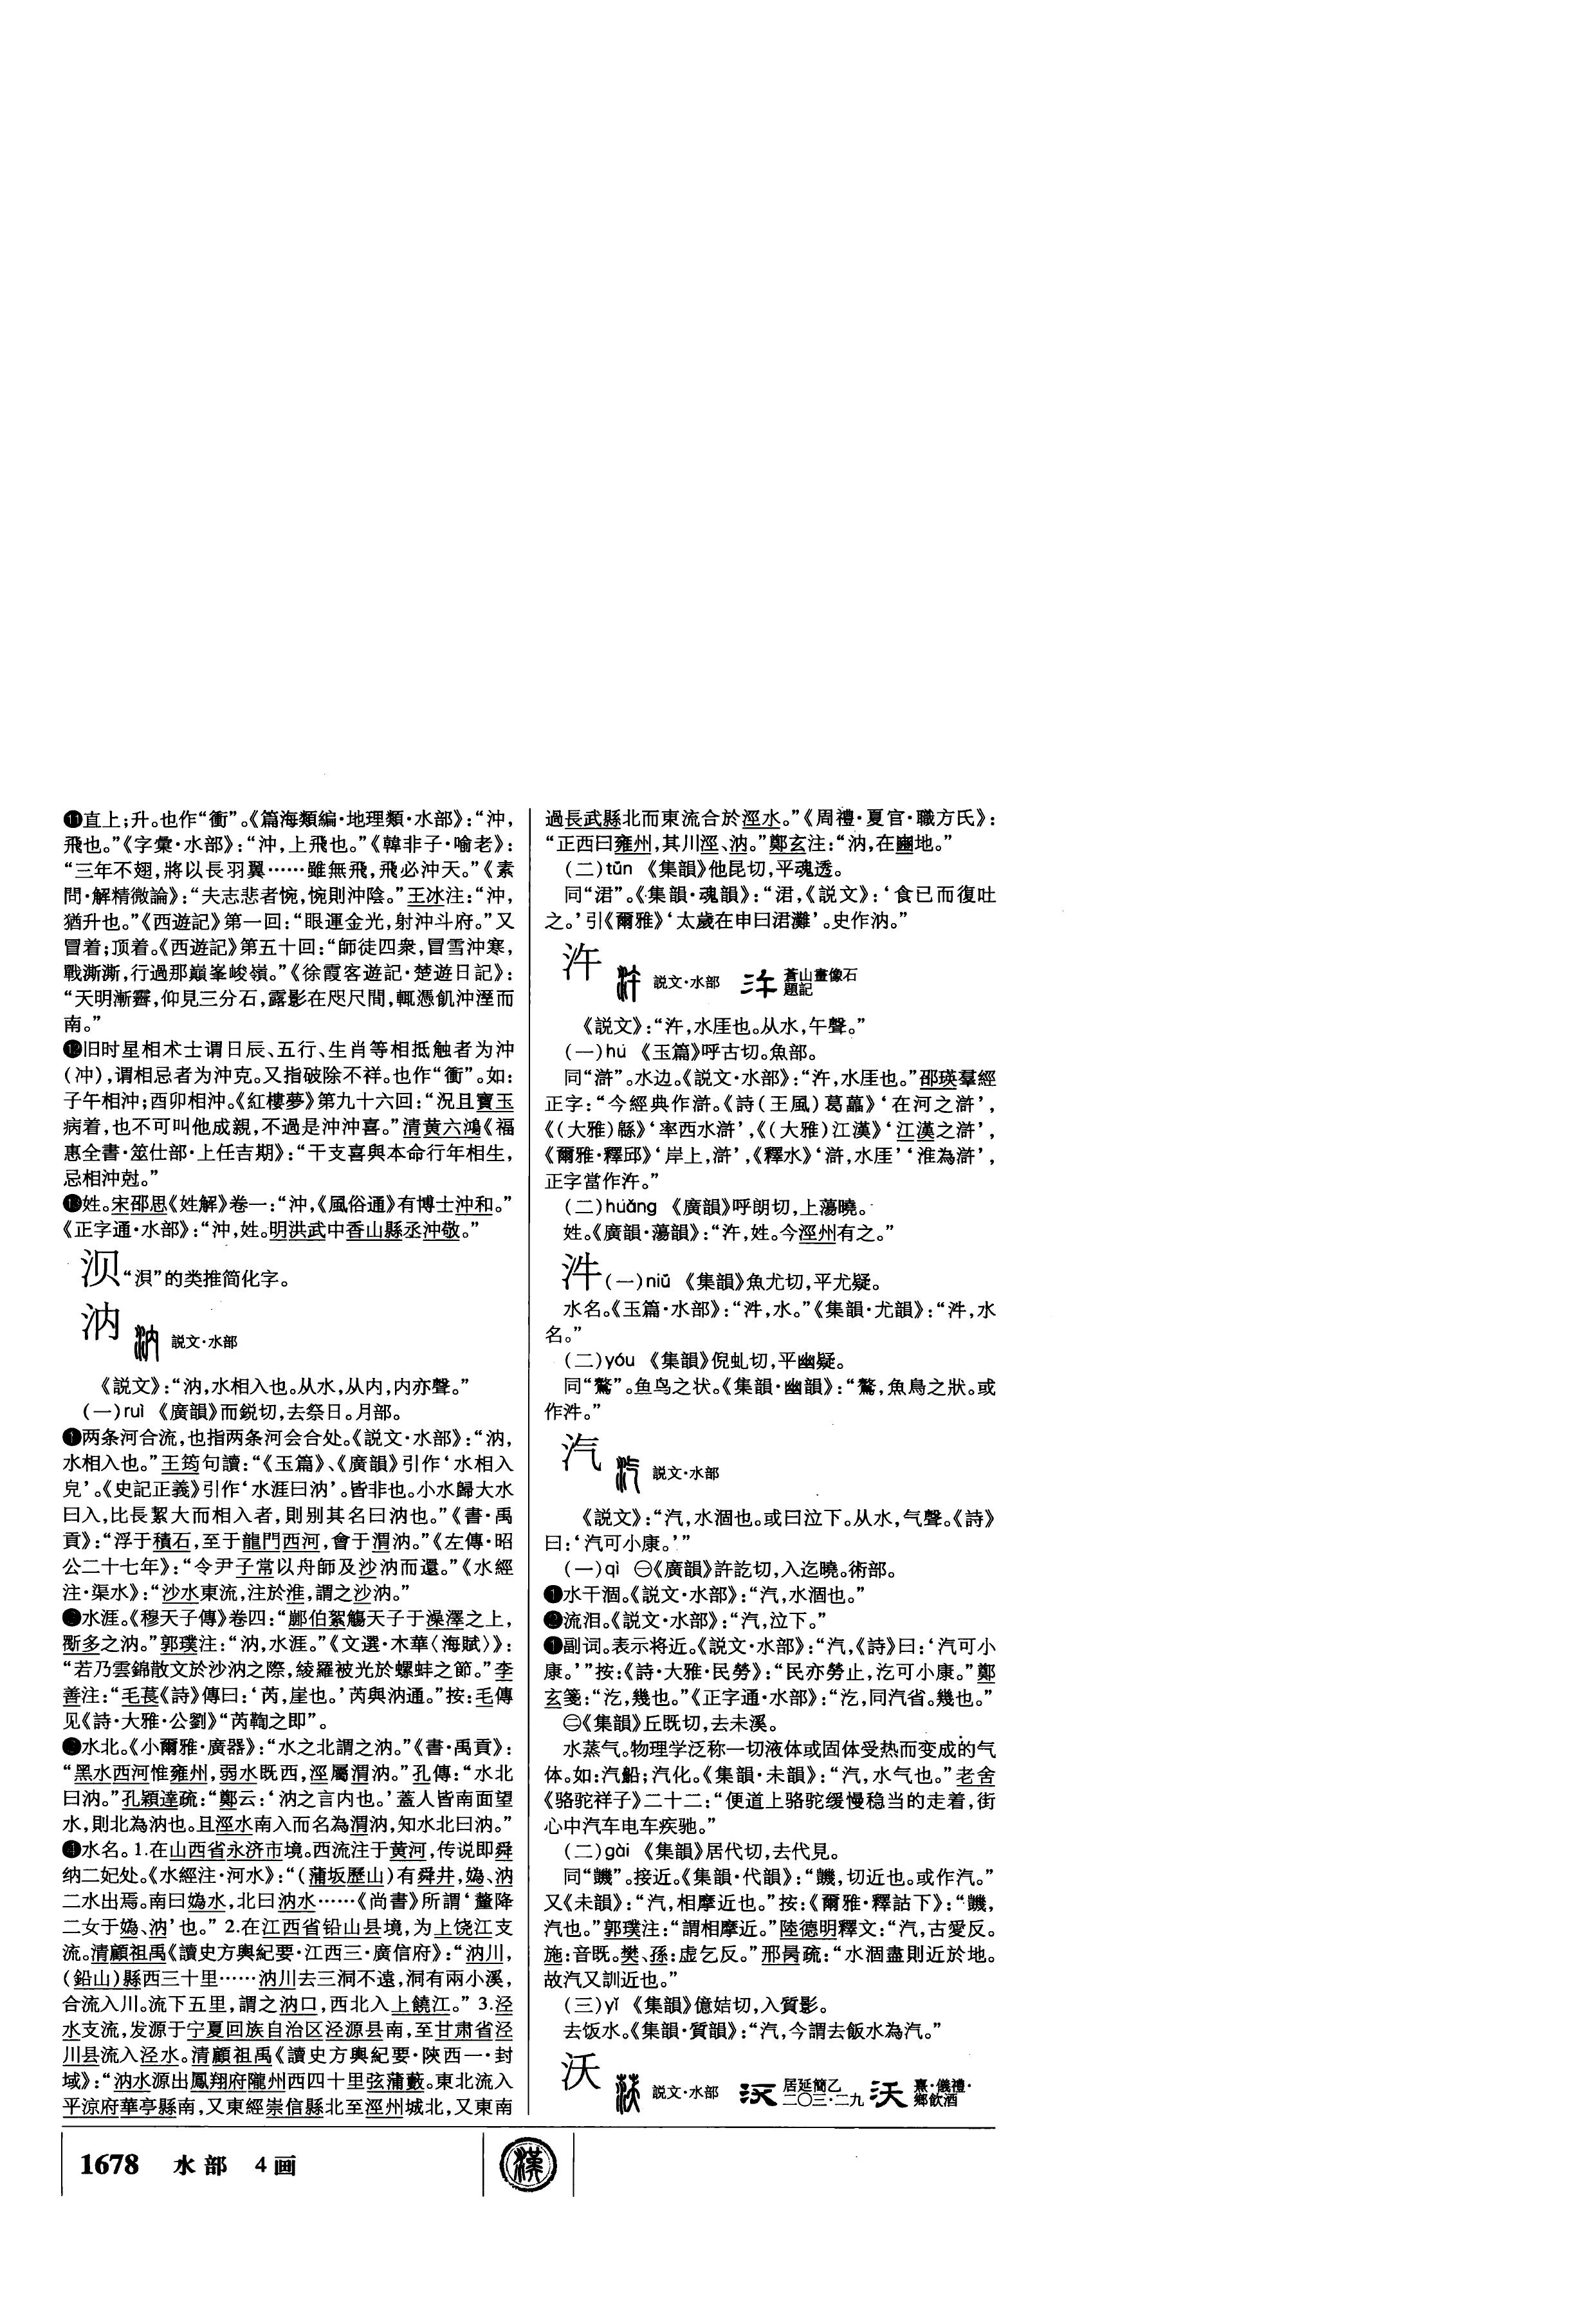 ⓫直上;升。也作“衝”。《篇海類編·地理類·水部》:“沖,
飛也。”《字彙·水部》:“沖,上飛也。”《韓非子·喻老》:
“三年不翅,將以長羽翼……雖無飛,飛必沖天。”《素
問·解精微論》:“夫志悲者惋,惋則沖陰。”王冰注:“沖,
猶升也。”《西遊記》第一回:“眼運金光,射沖斗府。”又
冒着;顶着。《西遊記》第五十回:“師徒四衆,冒雪沖寒,
戰澌澌,行過那巔峯峻嶺。”《徐霞客遊記·楚遊日記》:
“天明漸霽,仰見三分石,露影在咫尺間,輒憑飢沖溼而
南。”
⓬旧时星相术士谓日辰、五行、生肖等相抵触者为沖
(冲),谓相忌者为沖克。又指破除不祥。也作“衝”。如:
子午相沖;酉卯相沖。《紅樓夢》第九十六回:“況且寶玉
病着,也不可叫他成親,不過是沖沖喜。”清黄六鴻《福
惠全書·筮仕部·上任吉期》:“干支喜與本命行年相生,
忌相沖尅。”
⓭姓。宋邵思《姓解》卷一:“沖,《風俗通》有博士沖和。”
《正字通·水部》:“沖,姓。明洪武中香山縣丞沖敬。”
𬇙“浿”的类推简化字。
汭 説文·水部
《説文》:“汭,水相入也。从水,从内,内亦聲。”
(一)ruì 《廣韻》而鋭切,去祭日。月部。
❶两条河合流,也指两条河会合处。《説文·水部》:“汭,
水相入也。”王筠句讀:“《玉篇》、《廣韻》引作‘水相入
皃’。《史記正義》引作‘水涯曰汭’。皆非也。小水歸大水
曰入,比長絜大而相入者,則别其名曰汭也。”《書·禹
貢》:“浮于積石,至于龍門西河,會于渭汭。”《左傳·昭
公二十七年》:“令尹子常以舟師及沙汭而還。”《水經
注·渠水》:“沙水東流,注於淮,謂之沙汭。”
❷水涯。《穆天子傳》卷四:“䣙伯絮觴天子于澡澤之上,
㔀多之汭。”郭璞注:“汭,水涯。”《文選·木華〈海賦〉》:
“若乃雲錦散文於沙汭之際,綾羅被光於螺蚌之節。”李
善注:“毛萇《詩》傳曰:‘芮,崖也。’芮與汭通。”按:毛傳
见《詩·大雅·公劉》“芮鞫之即”。
❸水北。《小爾雅·廣器》:“水之北謂之汭。”《書·禹貢》:
“黑水西河惟雍州,弱水既西,涇屬渭汭。”孔傳:“水北
曰汭。”孔穎達疏:“鄭云:‘汭之言内也。’蓋人皆南面望
水,則北為汭也。且涇水南入而名為渭汭,知水北曰汭。”
❹水名。1.在山西省永济市境。西流注于黄河,传说即舜
纳二妃处。《水經注·河水》:“(蒲坂歷山)有舜井,媯、汭
二水出焉。南曰媯水,北曰汭水……《尚書》所謂‘釐降
二女于媯、汭’也。” 2.在江西省铅山县境,为上饶江支
流。清顧祖禹《讀史方輿紀要·江西三·廣信府》:“汭川,
(鉛山)縣西三十里……汭川去三洞不遠,洞有兩小溪,
合流入川。流下五里,謂之汭口,西北入上饒江。” 3.泾
水支流,发源于宁夏回族自治区泾源县南,至甘肃省泾
川县流入泾水。清顧祖禹《讀史方輿紀要·陝西一·封
域》:“汭水源出鳳翔府隴州西四十里弦蒲藪。東北流入
平涼府華亭縣南,又東經崇信縣北至涇州城北,又東南
過長武縣北而東流合於涇水。”《周禮·夏官·職方氏》:
“正西曰雍州,其川涇、汭。”鄭玄注:“汭,在豳地。”
(二)tūn 《集韻》他昆切,平魂透。
同“涒”。《集韻·魂韻》:“涒,《説文》:‘食已而復吐
之。’引《爾雅》‘太歲在申曰涒灘’。史作汭。”
汻 説文·水部 蒼山畫像石題記
《説文》:“汻,水厓也。从水,午聲。”
(一)hǔ 《玉篇》呼古切。魚部。
同“滸”。水边。《説文·水部》:“汻,水厓也。”邵瑛羣經
正字:“今經典作滸。《詩(王風)葛藟》‘在河之滸’,
《(大雅)緜》‘率西水滸’,《(大雅)江漢》‘江漢之滸’,
《爾雅·釋邱》‘岸上,滸’,《釋水》‘滸,水厓’‘淮為滸’,
正字當作汻。”
(二)huǎng 《廣韻》呼朗切,上蕩曉。
姓。《廣韻·蕩韻》:“汻,姓。今涇州有之。”
汼(一)niú 《集韻》魚尤切,平尤疑。
水名。《玉篇·水部》:“汼,水。”《集韻·尤韻》:“汼,水
名。”
(二)yóu 《集韻》倪虬切,平幽疑。
同“鷔”。鱼鸟之状。《集韻·幽韻》:“鷔,魚鳥之狀。或
作汼。”
汽 説文·水部
《説文》:“汽,水涸也。或曰泣下。从水,气聲。《詩》
曰:‘汽可小康。’”
(一)qì ㊀《廣韻》許訖切,入迄曉。術部。
❶水干涸。《説文·水部》:“汽,水涸也。”
❷流泪。《説文·水部》:“汽,泣下。”
❶副词。表示将近。《説文·水部》:“汽,《詩》曰:‘汽可小
康。’”按:《詩·大雅·民勞》:“民亦勞止,汔可小康。”鄭
玄箋:“汔,幾也。”《正字通·水部》:“汔,同汽省。幾也。”
㊁《集韻》丘既切,去未溪。
水蒸气。物理学泛称一切液体或固体受热而变成的气
体。如:汽船;汽化。《集韻·未韻》:“汽,水气也。”老舍
《骆驼祥子》二十二:“便道上骆驼缓慢稳当的走着,街
心中汽车电车疾驰。”
(二)gài 《集韻》居代切,去代見。
同“䤗”。接近。《集韻·代韻》:“䤗,切近也。或作汽。”
又《未韻》:“汽,相摩近也。”按:《爾雅·釋詁下》:“䤗,
汽也。”郭璞注:“謂相摩近。”陸德明釋文:“汽,古愛反。
施:音既。樊、孫:虚乞反。”邢昺疏:“水涸盡則近於地。
故汽又訓近也。”
(三)yǐ 《集韻》億姞切,入質影。
去饭水。《集韻·質韻》:“汽,今謂去飯水為汽。”
沃 説文·水部 居延簡乙二〇三·二九 熹·儀禮·鄉飲酒
1678 水部 4画
漢